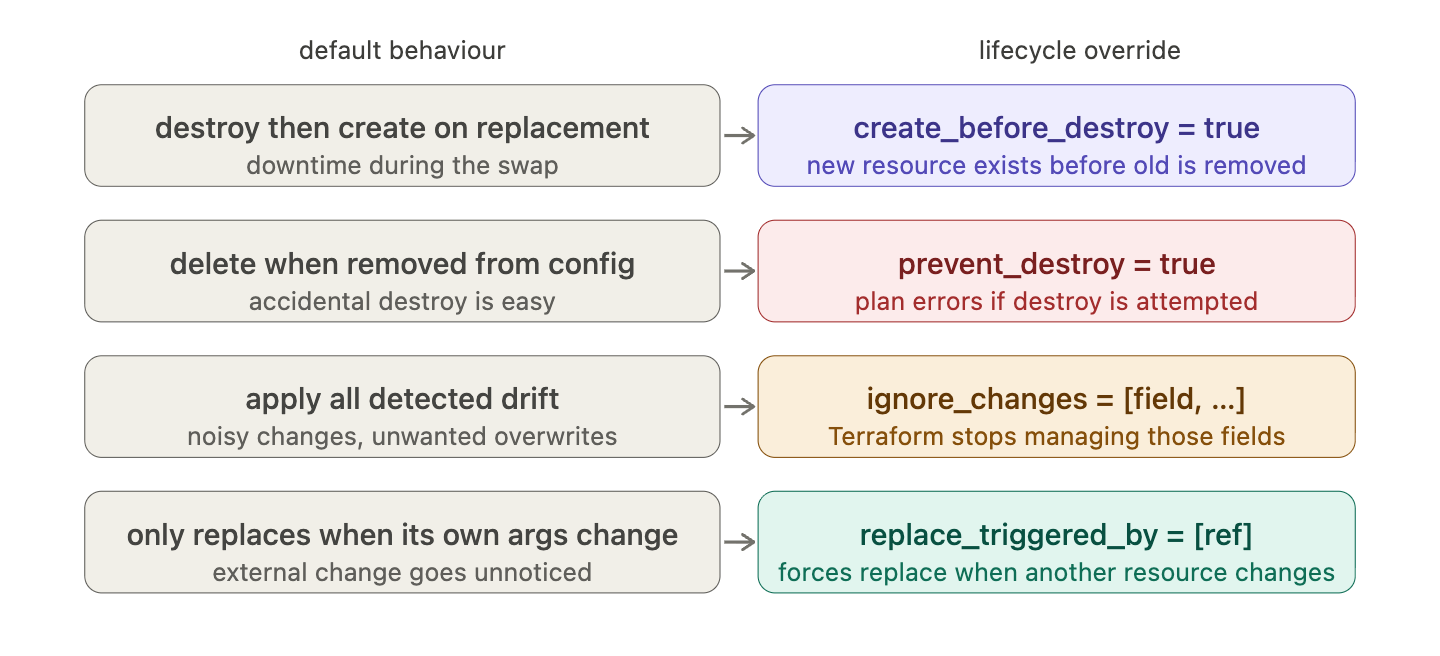 default behaviour
lifecycle override
destroy then create on replacement
downtime during the swap
create_before_destroy = true
new resource exists before old is removed
delete when removed from config
accidental destroy is easy
prevent_destroy = true
plan errors if destroy is attempted
apply all detected drift
noisy changes, unwanted overwrites
ignore_changes = [field, ...]
Terraform stops managing those fields
only replaces when its own args change
external change goes unnoticed
replace_triggered_by = [ref]
forces replace when another resource changes